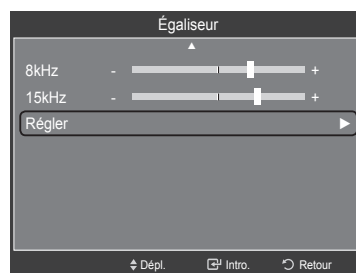 Égaliseur
▲
8kHz - +
15kHz - +
Régler ►
Dépl. Intro. Retour